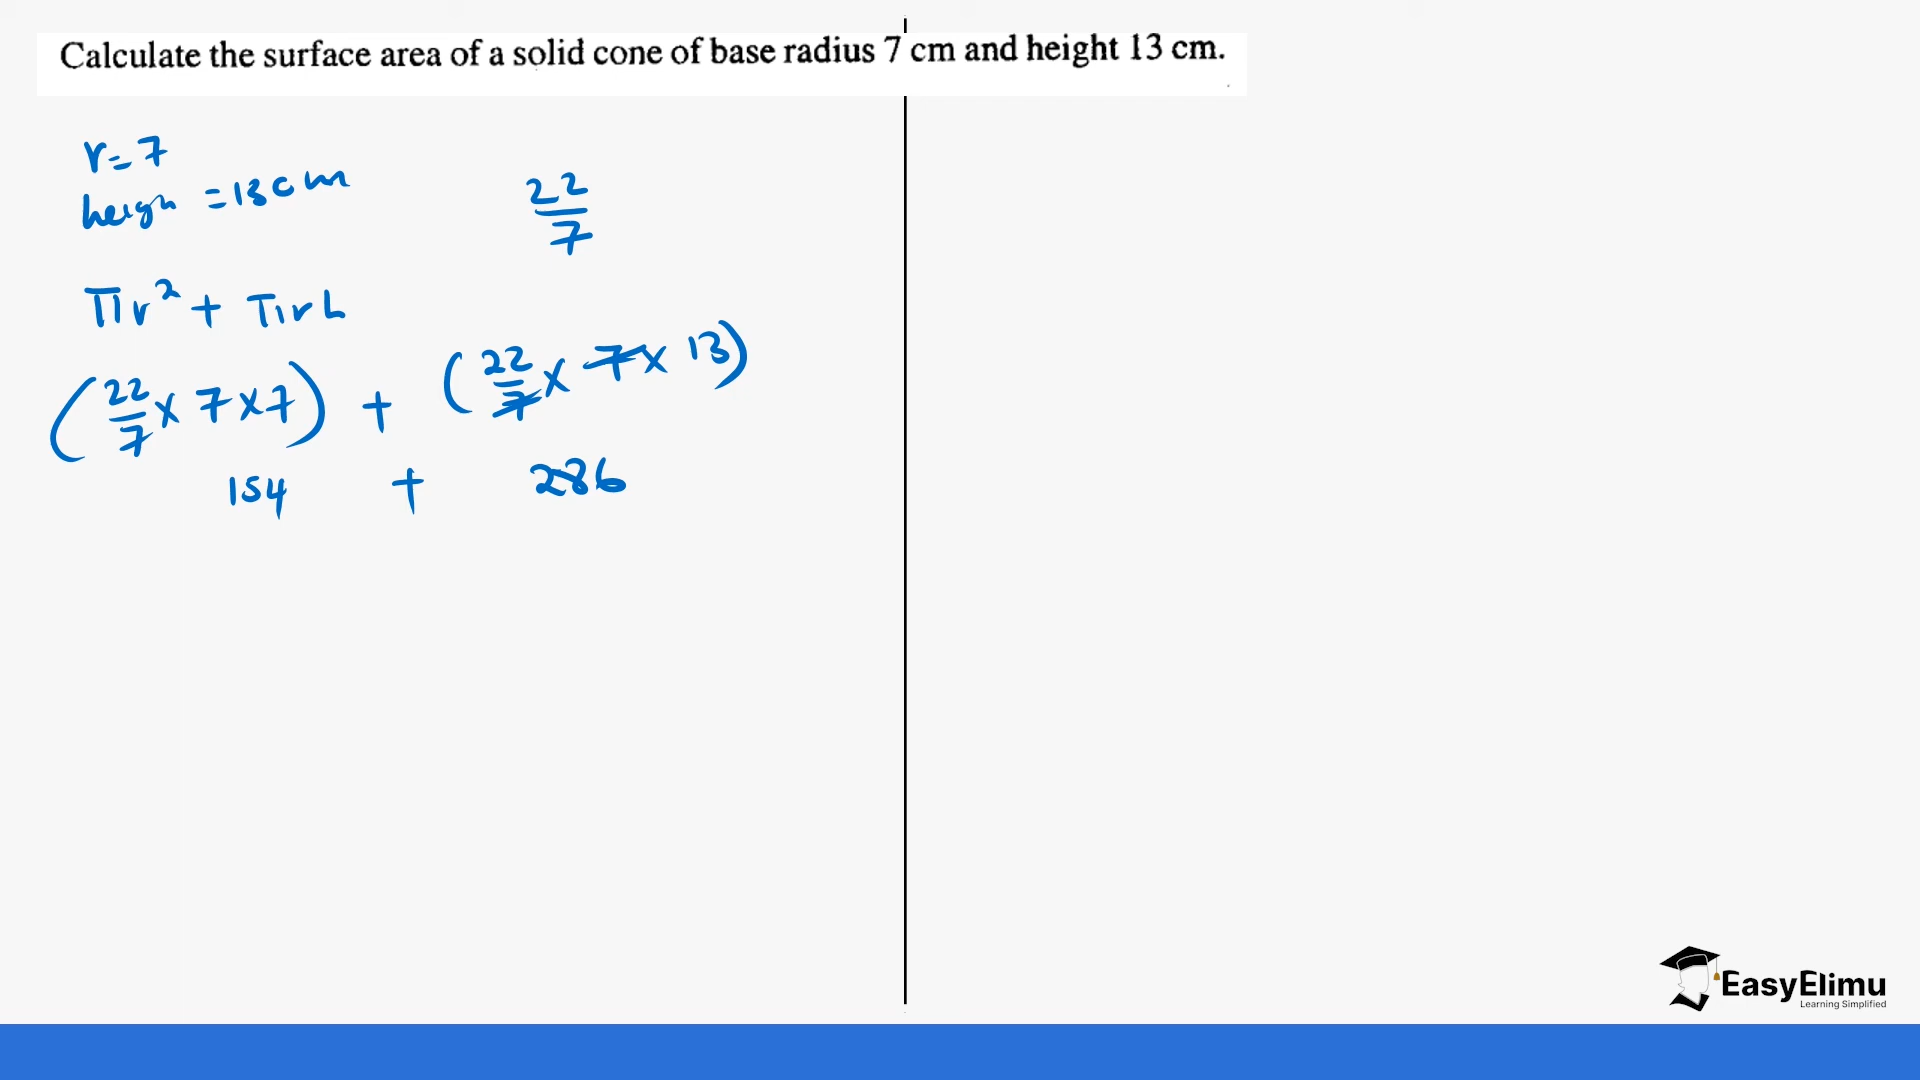 Calculate the surface area of a solid cone of base radius 7 cm and height 13 cm.
r=7
heigh =13cm
22/7
πr² + πrL
(22/7 x 7x7) + (22/7 x 7x 13)
154 + 286
EasyElimu
Learning Simplified